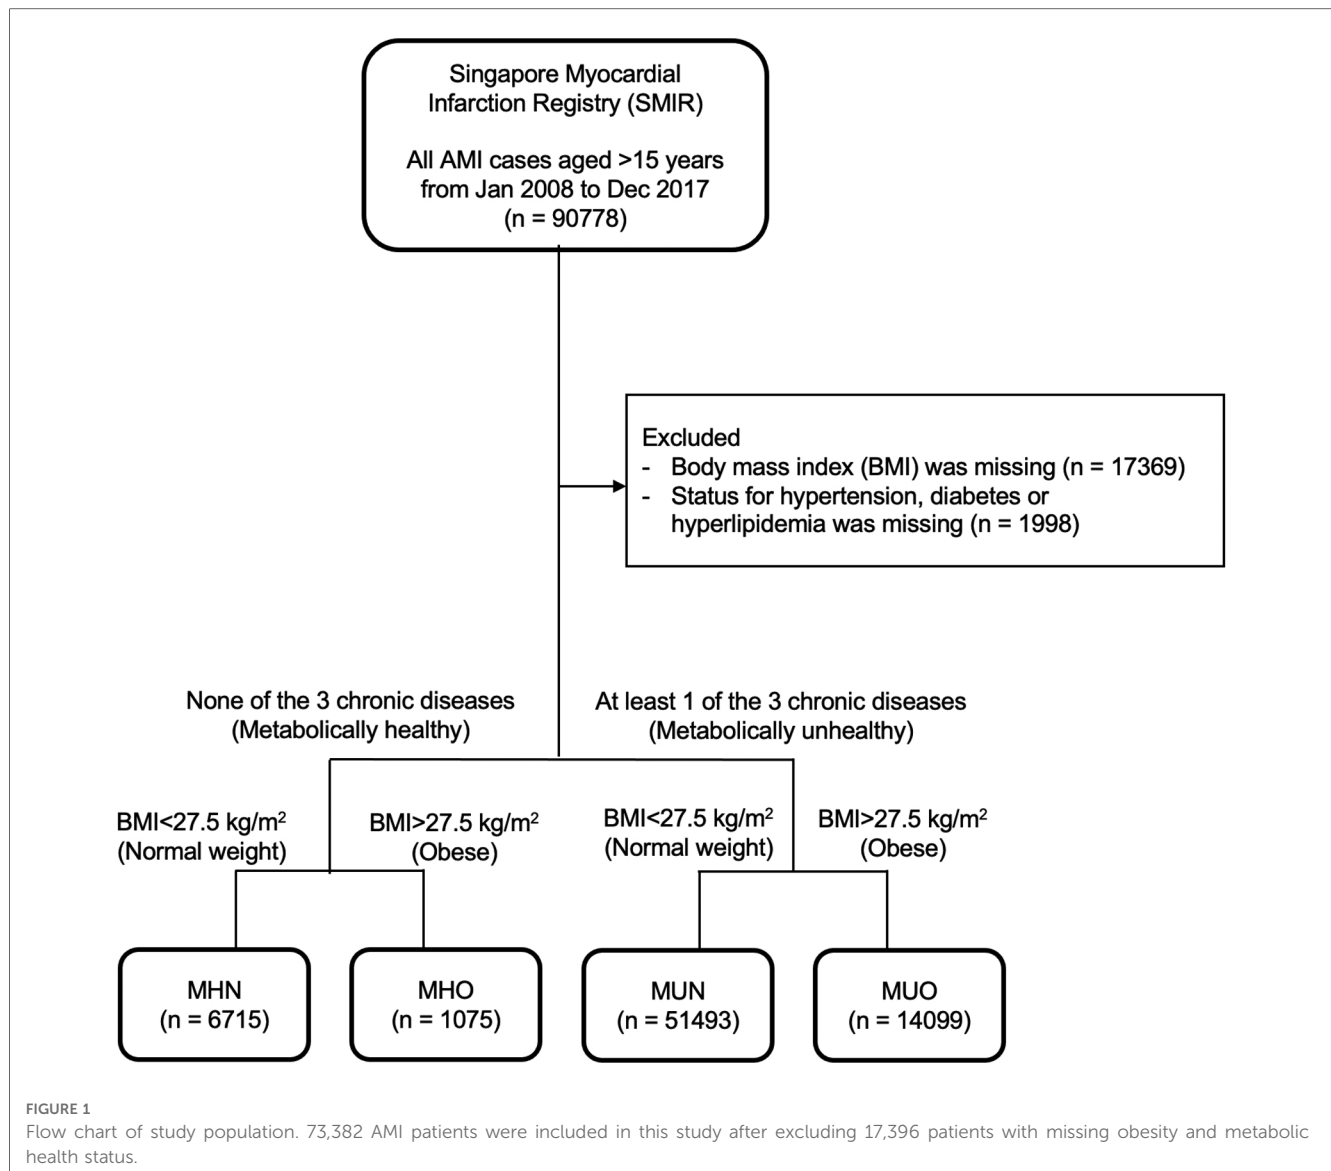 Singapore Myocardial
Infarction Registry (SMIR)
All AMI cases aged >15 years
from Jan 2008 to Dec 2017
(n = 90778)
Excluded
- Body mass index (BMI) was missing (n = 17369)
- Status for hypertension, diabetes or
hyperlipidemia was missing (n = 1998)
None of the 3 chronic diseases
(Metabolically healthy)
At least 1 of the 3 chronic diseases
(Metabolically unhealthy)
BMI<27.5 kg/m²
(Normal weight)
BMI>27.5 kg/m²
(Obese)
BMI<27.5 kg/m²
(Normal weight)
BMI>27.5 kg/m²
(Obese)
MHN
(n = 6715)
MHO
(n = 1075)
MUN
(n = 51493)
MUO
(n = 14099)
FIGURE 1
Flow chart of study population. 73,382 AMI patients were included in this study after excluding 17,396 patients with missing obesity and metabolic
health status.